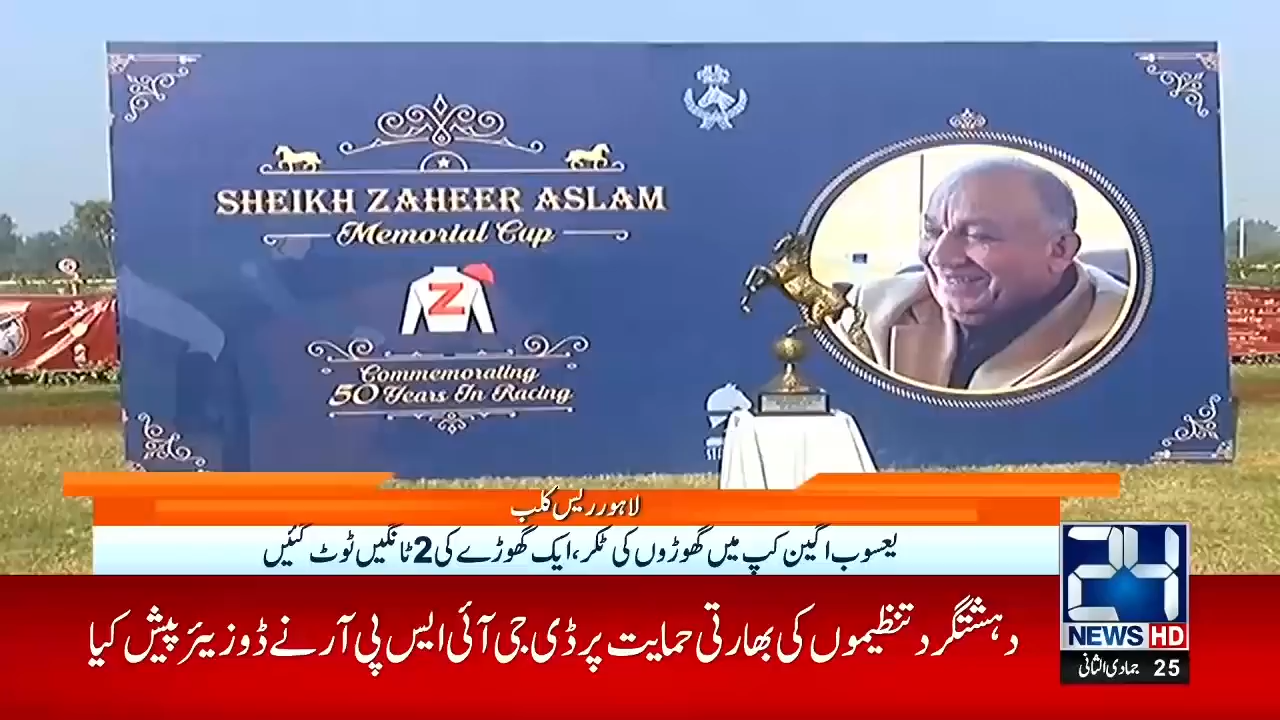 SHEIKH ZAHEER ASLAM
Memorial Cup
Z
Commemorating
50 Years In Racing
لاہور ریس کلب
یعسوب اگین کپ میں گھوڑوں کی ٹکر، ایک گھوڑے کی 2 ٹانگیں ٹوٹ گئیں
دہشتگرد تنظیموں کی بھارتی حمایت پر ڈی جی آئی ایس پی آر نے ڈوزیئر پیش کیا
24
NEWS HD
25 جمادی الثانی